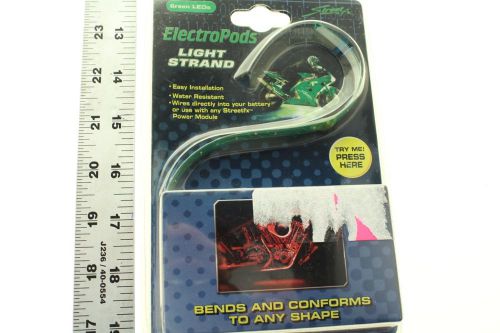 Green LEDs
Streetfx
ElectroPods
LIGHT
STRAND
• Easy Installation
• Water Resistant
• Wires directly into your battery
or use with any Streetfx™
Power Module
TRY ME!
PRESS
HERE
BENDS AND CONFORMS
TO ANY SHAPE
23
22
21
20
19
18
17
13
14
15
16
17
18
J236 / 40-0554